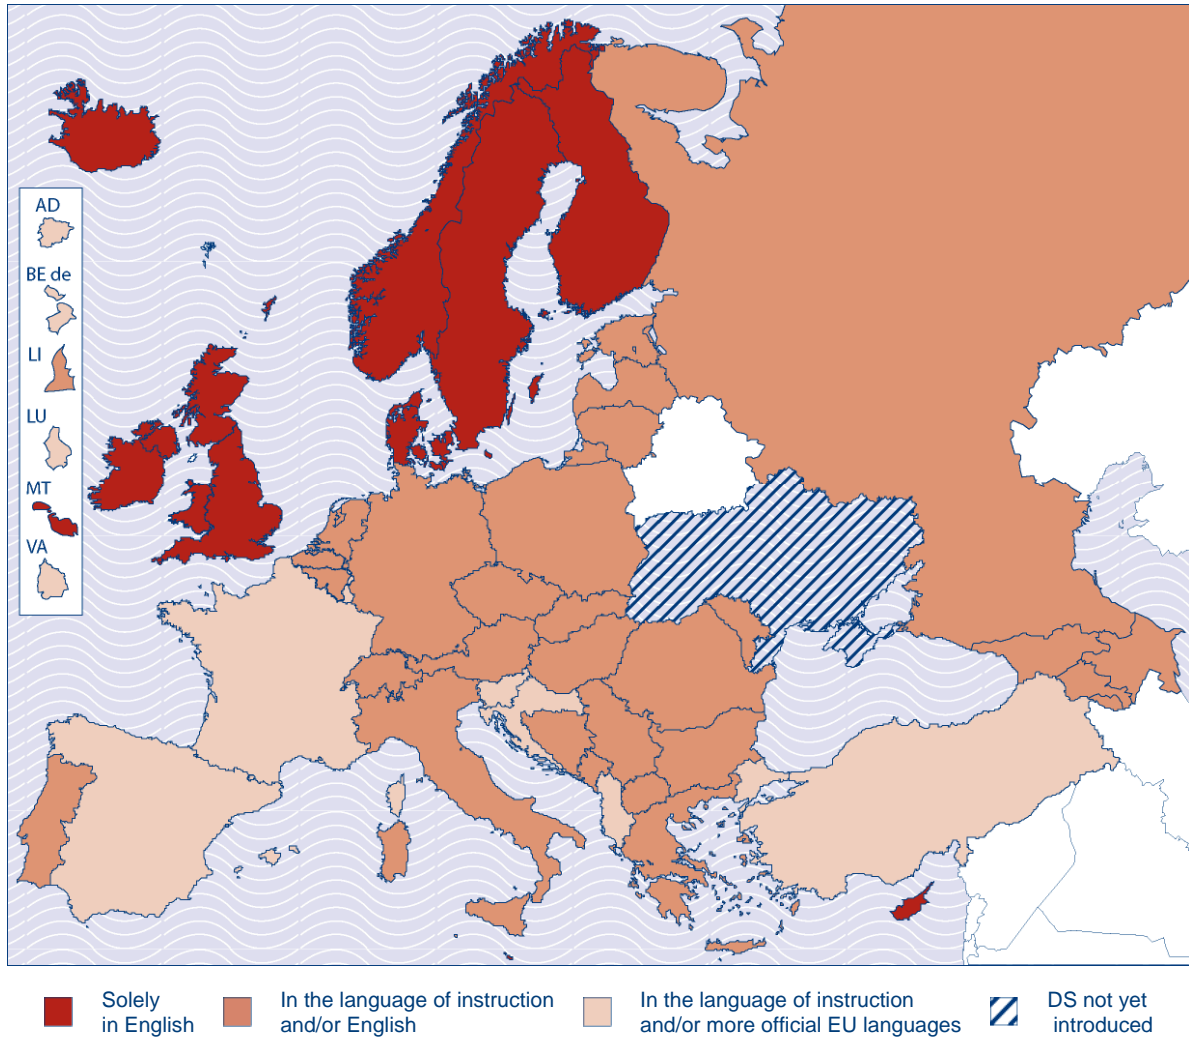 AD
BE de
LI
LU
MT
VA
Solely
in English
In the language of instruction
and/or English
In the language of instruction
and/or more official EU languages
DS not yet
introduced